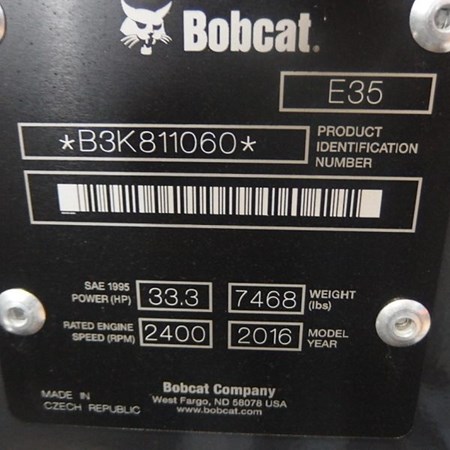 Bobcat.
E35
*B3K811060*
PRODUCT
IDENTIFICATION
NUMBER
SAE 1995
POWER (HP)
33.3
7468
WEIGHT
(lbs)
RATED ENGINE
SPEED (RPM)
2400
2016
MODEL
YEAR
MADE IN
CZECH REPUBLIC
Bobcat Company
West Fargo, ND 58078 USA
www.bobcat.com